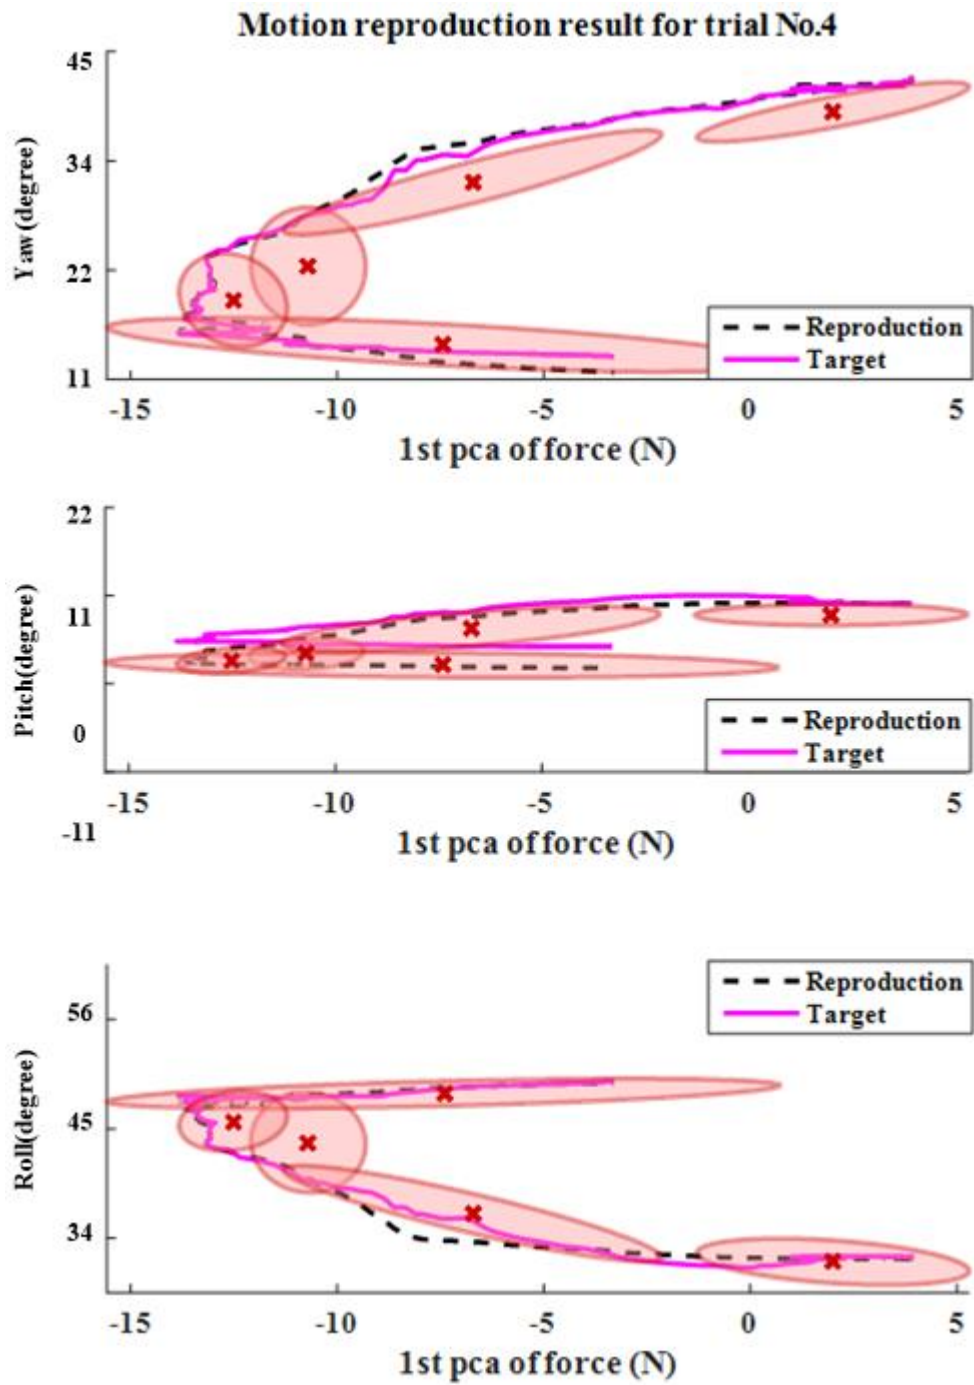 Motion reproduction result for trial No.4
45
34
22
11
Yaw(degree)
Reproduction
Target
-15 -10 -5 0 5
1st pca of force (N)
22
11
0
-11
Pitch(degree)
Reproduction
Target
-15 -10 -5 0 5
1st pca of force (N)
56
45
34
Roll(degree)
Reproduction
Target
-15 -10 -5 0 5
1st pca of force (N)